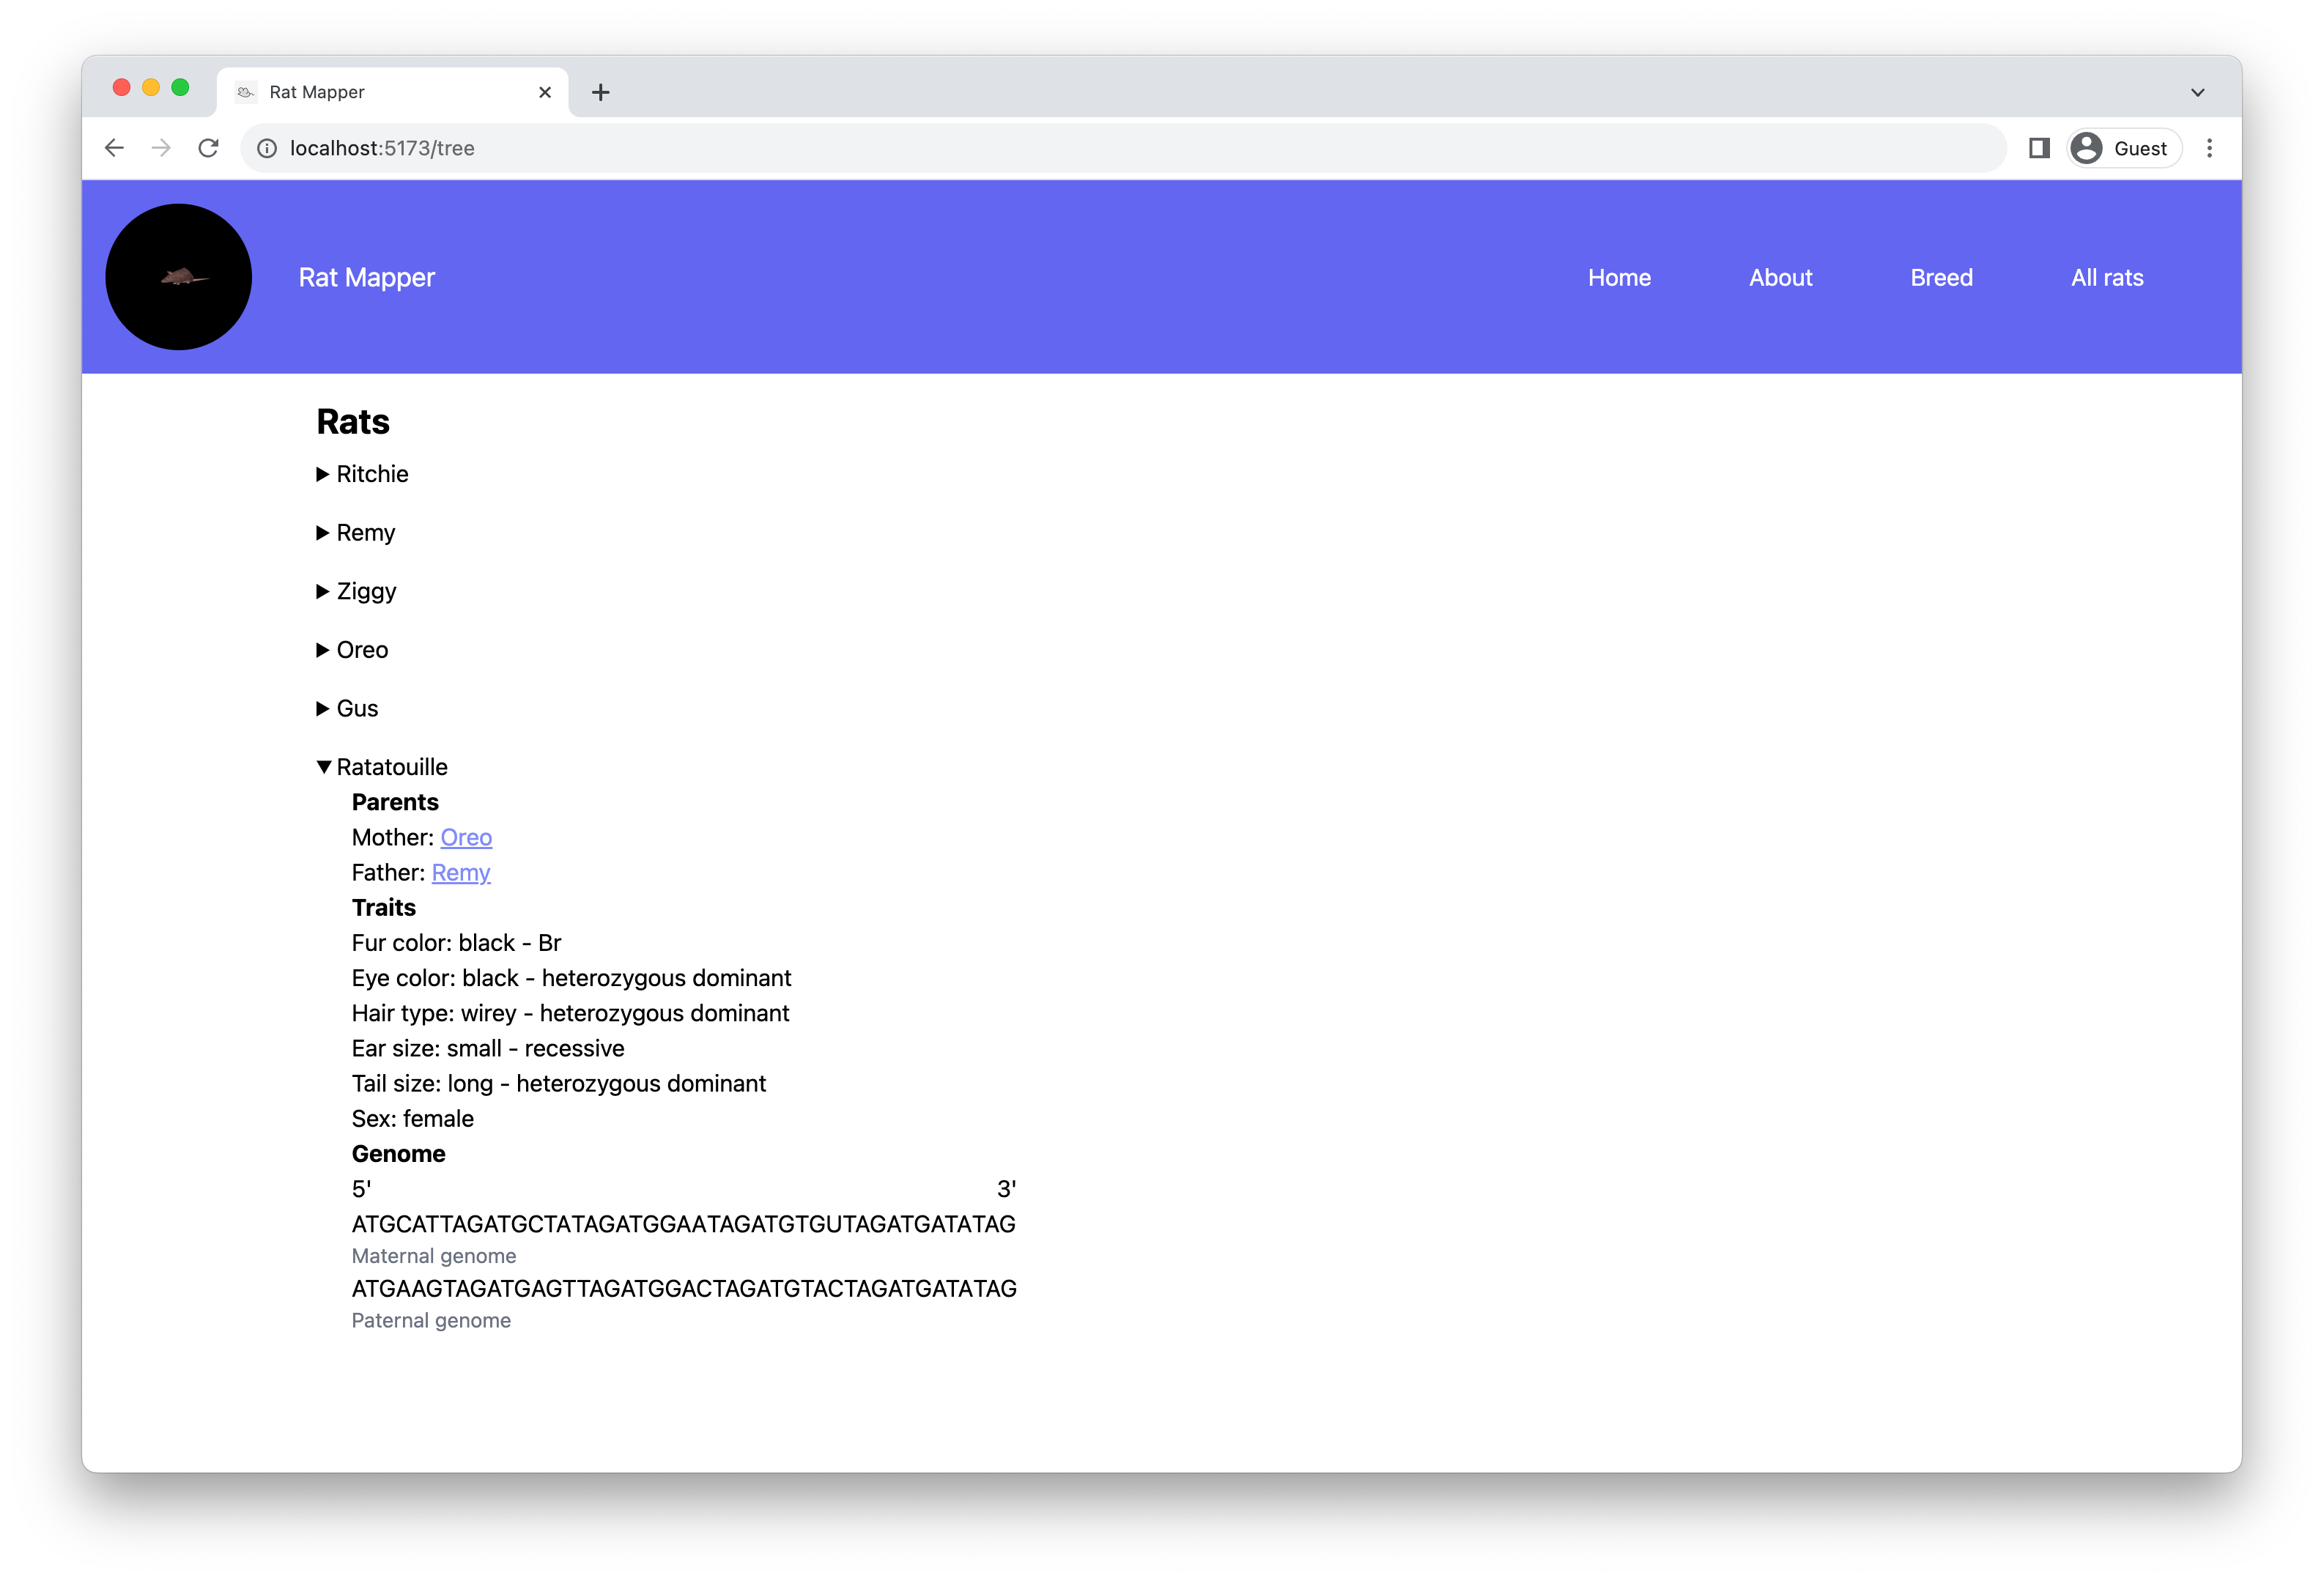 Rat Mapper
localhost:5173/tree
Guest
Rat Mapper
Home
About
Breed
All rats
Rats
Ritchie
Remy
Ziggy
Oreo
Gus
Ratatouille
Parents
Mother: Oreo
Father: Remy
Traits
Fur color: black - Br
Eye color: black - heterozygous dominant
Hair type: wirey - heterozygous dominant
Ear size: small - recessive
Tail size: long - heterozygous dominant
Sex: female
Genome
5' 3'
ATGCATTAGATGCTATAGATGGAATAGATGTGUTAGATGATATAG
Maternal genome
ATGAAGTAGATGAGTTAGATGGACTAGATGTACTAGATGATATAG
Paternal genome